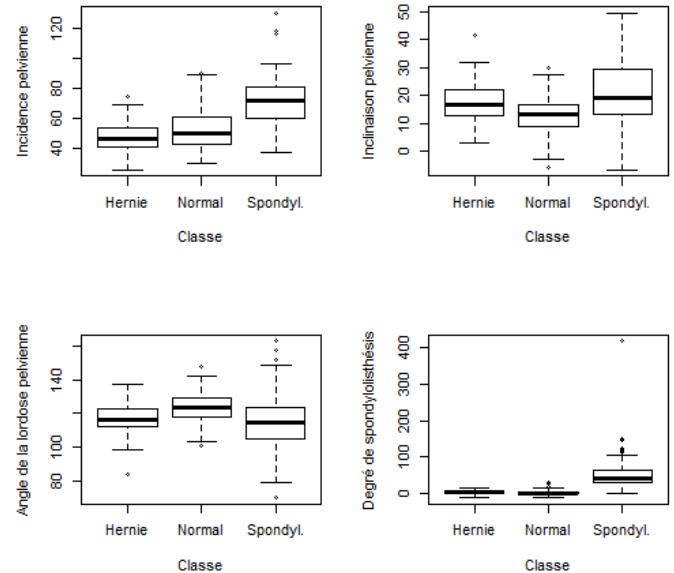 Incidence pelvienne
120
80
60
40
Hernie Normal Spondyl.
Classe
Inclinaison pelvienne
50
40
30
20
10
0
Hernie Normal Spondyl.
Classe
Angle de la lordose pelvienne
140
100
80
Hernie Normal Spondyl.
Classe
Degré de spondylolisthésis
400
300
200
100
0
Hernie Normal Spondyl.
Classe